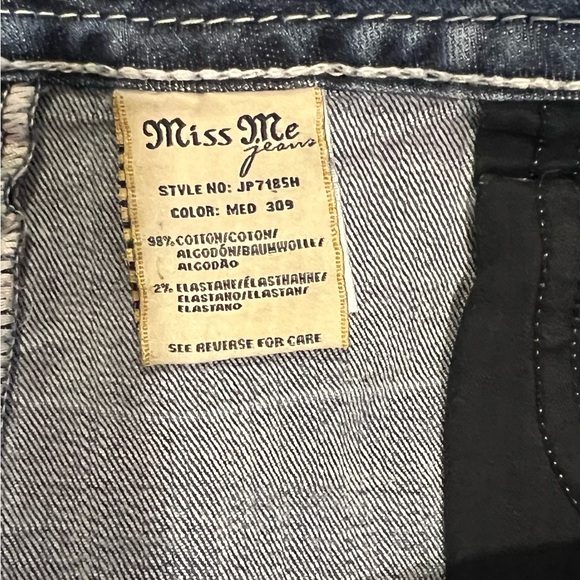 Miss Me
jeans
STYLE NO: JP7185H
COLOR: MED 309
98% COTTON/COTON/
ALGODÓN/BAUMWOLLE/
ALGODÃO
2% ELASTANE/ÉLASTHANNE/
ELASTANO/ELASTAN/
ELASTANO
SEE REVERSE FOR CARE